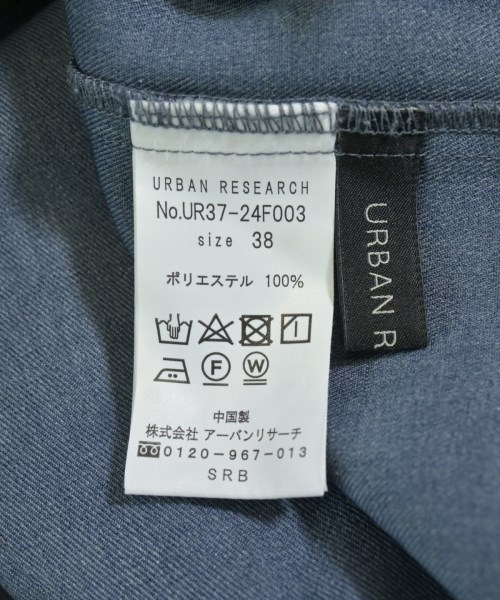 URBAN RESEARCH
No.UR37-24F003
size 38
ポリエステル 100%
F W
中国製
株式会社 アーバンリサーチ
0120-967-013
SRB
URBAN R